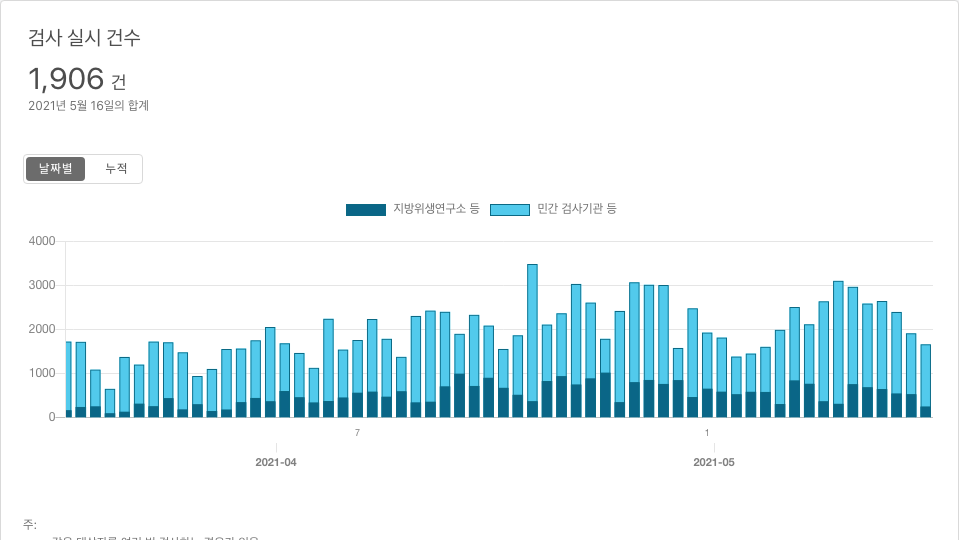 검사 실시 건수
1,906 건
2021년 5월 16일의 합계
날짜별 누적
지방위생연구소 등 민간 검사기관 등
4000
3000
2000
1000
0
7 1
2021-04 2021-05
주: